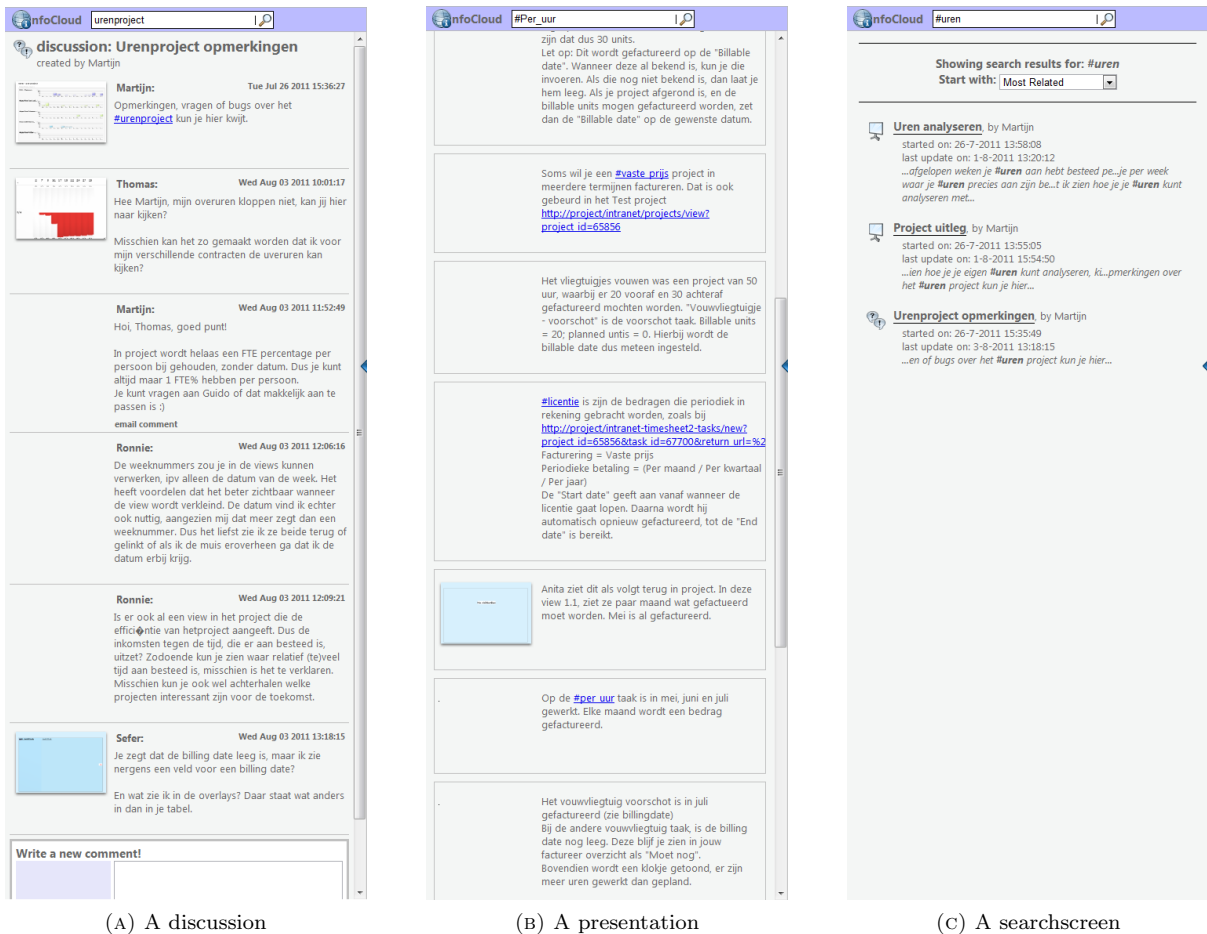 nfoCloud urenproject
discussion: Urenproject opmerkingen
created by Martijn
Martijn: Tue Jul 26 2011 15:36:27
Opmerkingen, vragen of bugs over het
#urenproject kun je hier kwijt.
Thomas: Wed Aug 03 2011 10:01:17
Hee Martijn, mijn overuren kloppen niet, kan jij hier
naar kijken?
Misschien kan het zo gemaakt worden dat ik voor
mijn verschillende contracten de uveruren kan
kijken?
Martijn: Wed Aug 03 2011 11:52:49
Hoi, Thomas, goed punt!
In project wordt helaas een FTE percentage per
persoon bij gehouden, zonder datum. Dus je kunt
altijd maar 1 FTE% hebben per persoon.
Je kunt vragen aan Guido of dat makkelijk aan te
passen is :)
email comment
Ronnie: Wed Aug 03 2011 12:06:16
De weeknummers zou je in de views kunnen
verwerken, ipv alleen de datum van de week. Het
heeft voordelen dat het beter zichtbaar wanneer
de view wordt verkleind. De datum vind ik echter
ook nuttig, aangezien mij dat meer zegt dan een
weeknummer. Dus het liefst zie ik ze beide terug of
gelinkt of als ik de muis eroverheen ga dat ik de
datum erbij krijg.
Ronnie: Wed Aug 03 2011 12:09:21
Is er ook al een view in het project die de
effici�ntie van hetproject aangeeft. Dus de
inkomsten tegen de tijd, die er aan besteed is,
uitzet? Zodoende kun je zien waar relatief (te)veel
tijd aan besteed is, misschien is het te verklaren.
Misschien kun je ook wel achterhalen welke
projecten interessant zijn voor de toekomst.
Sefer: Wed Aug 03 2011 13:18:15
Je zegt dat de billing date leeg is, maar ik zie
nergens een veld voor een billing date?
En wat zie ik in de overlays? Daar staat wat anders
in dan in je tabel.
Write a new comment!
(A) A discussion
nfoCloud #Per_uur
zijn dat dus 30 units.
Let op: Dit wordt gefactureerd op de "Billable
date". Wanneer deze al bekend is, kun je die
invoeren. Als die nog niet bekend is, dan laat je
hem leeg. Als je project afgerond is, en de
billable units mogen gefactureerd worden, zet
dan de "Billable date" op de gewenste datum.
Soms wil je een #vaste prijs project in
meerdere termijnen factureren. Dat is ook
gebeurd in het Test project
http://project/intranet/projects/view?
project_id=65856
Het vliegtuigjes vouwen was een project van 50
uur, waarbij er 20 vooraf en 30 achteraf
gefactureerd mochten worden. "Vouwvliegtuigje
- voorschot" is de voorschot taak. Billable units
= 20; planned untis = 0. Hierbij wordt de
billable date dus meteen ingesteld.
#licentie is zijn de bedragen die periodiek in
rekening gebracht worden, zoals bij
http://project/intranet-timesheet2-tasks/new?
project_id=65856&task_id=67700&return_url=%2
Facturering = Vaste prijs
Periodieke betaling = (Per maand / Per kwartaal
/ Per jaar)
De "Start date" geeft aan vanaf wanneer de
licentie gaat lopen. Daarna wordt hij
automatisch opnieuw gefactureerd, tot de "End
date" is bereikt.
Anita ziet dit als volgt terug in project. In deze
view 1.1, ziet ze paar maand wat gefactueerd
moet worden. Mei is al gefactureerd.
. Op de #per uur taak is in mei, juni en juli
gewerkt. Elke maand wordt een bedrag
gefactureerd.
. Het vouwvliegtuig voorschot is in juli
gefactureerd (zie billingdate)
Bij de andere vouwvliegtuig taak, is de billing
date nog leeg. Deze blijf je zien in jouw
factureer overzicht als "Moet nog".
Bovendien wordt een klokje getoond, er zijn
meer uren gewerkt dan gepland.
(B) A presentation
nfoCloud #uren
Showing search results for: #uren
Start with: Most Related
Uren analyseren, by Martijn
started on: 26-7-2011 13:58:08
last update on: 1-8-2011 13:20:12
...afgelopen weken je #uren aan hebt besteed pe...je per week
waar je #uren precies aan zijn be...t ik zien hoe je je #uren kunt
analyseren met...
Project uitleg, by Martijn
started on: 26-7-2011 13:55:05
last update on: 1-8-2011 15:54:50
...ien hoe je je eigen #uren kunt analyseren, ki...pmerkingen over
het #uren project kun je hier...
Urenproject opmerkingen, by Martijn
started on: 26-7-2011 15:35:49
last update on: 3-8-2011 13:18:15
...en of bugs over het #uren project kun je hier...
(C) A searchscreen